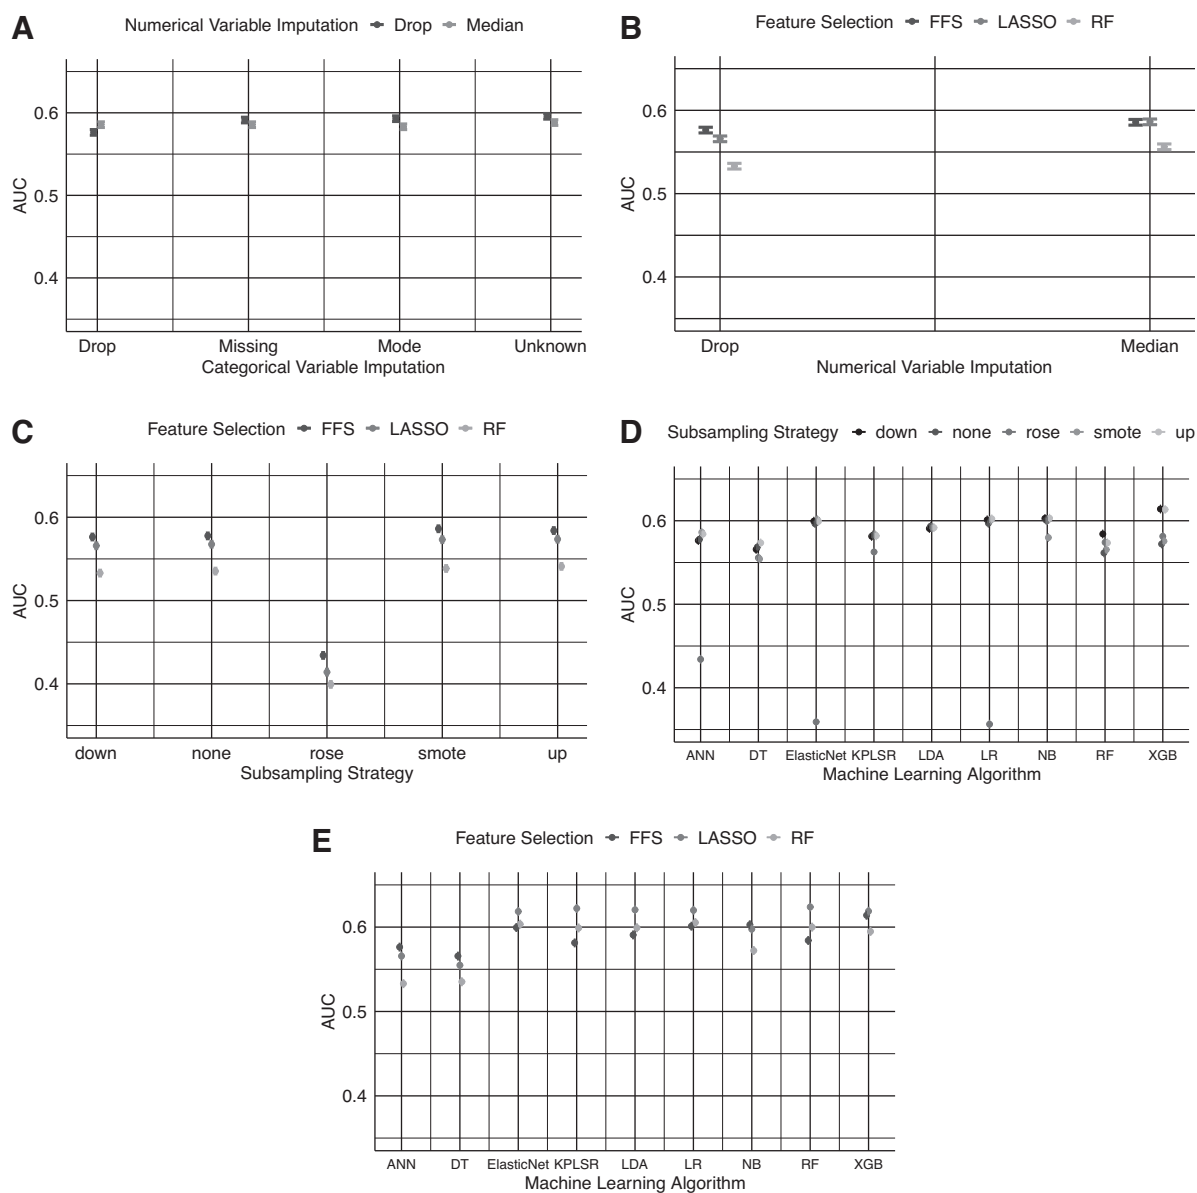 A
Numerical Variable Imputation Drop Median
AUC
0.6
0.5
0.4
Drop Missing Mode Unknown
Categorical Variable Imputation
B
Feature Selection FFS LASSO RF
AUC
0.6
0.5
0.4
Drop Median
Numerical Variable Imputation
C
Feature Selection FFS LASSO RF
AUC
0.6
0.5
0.4
down none rose smote up
Subsampling Strategy
D
Subsampling Strategy down none rose smote up
AUC
0.6
0.5
0.4
ANN DT ElasticNet KPLSR LDA LR NB RF XGB
Machine Learning Algorithm
E
Feature Selection FFS LASSO RF
AUC
0.6
0.5
0.4
ANN DT ElasticNet KPLSR LDA LR NB RF XGB
Machine Learning Algorithm